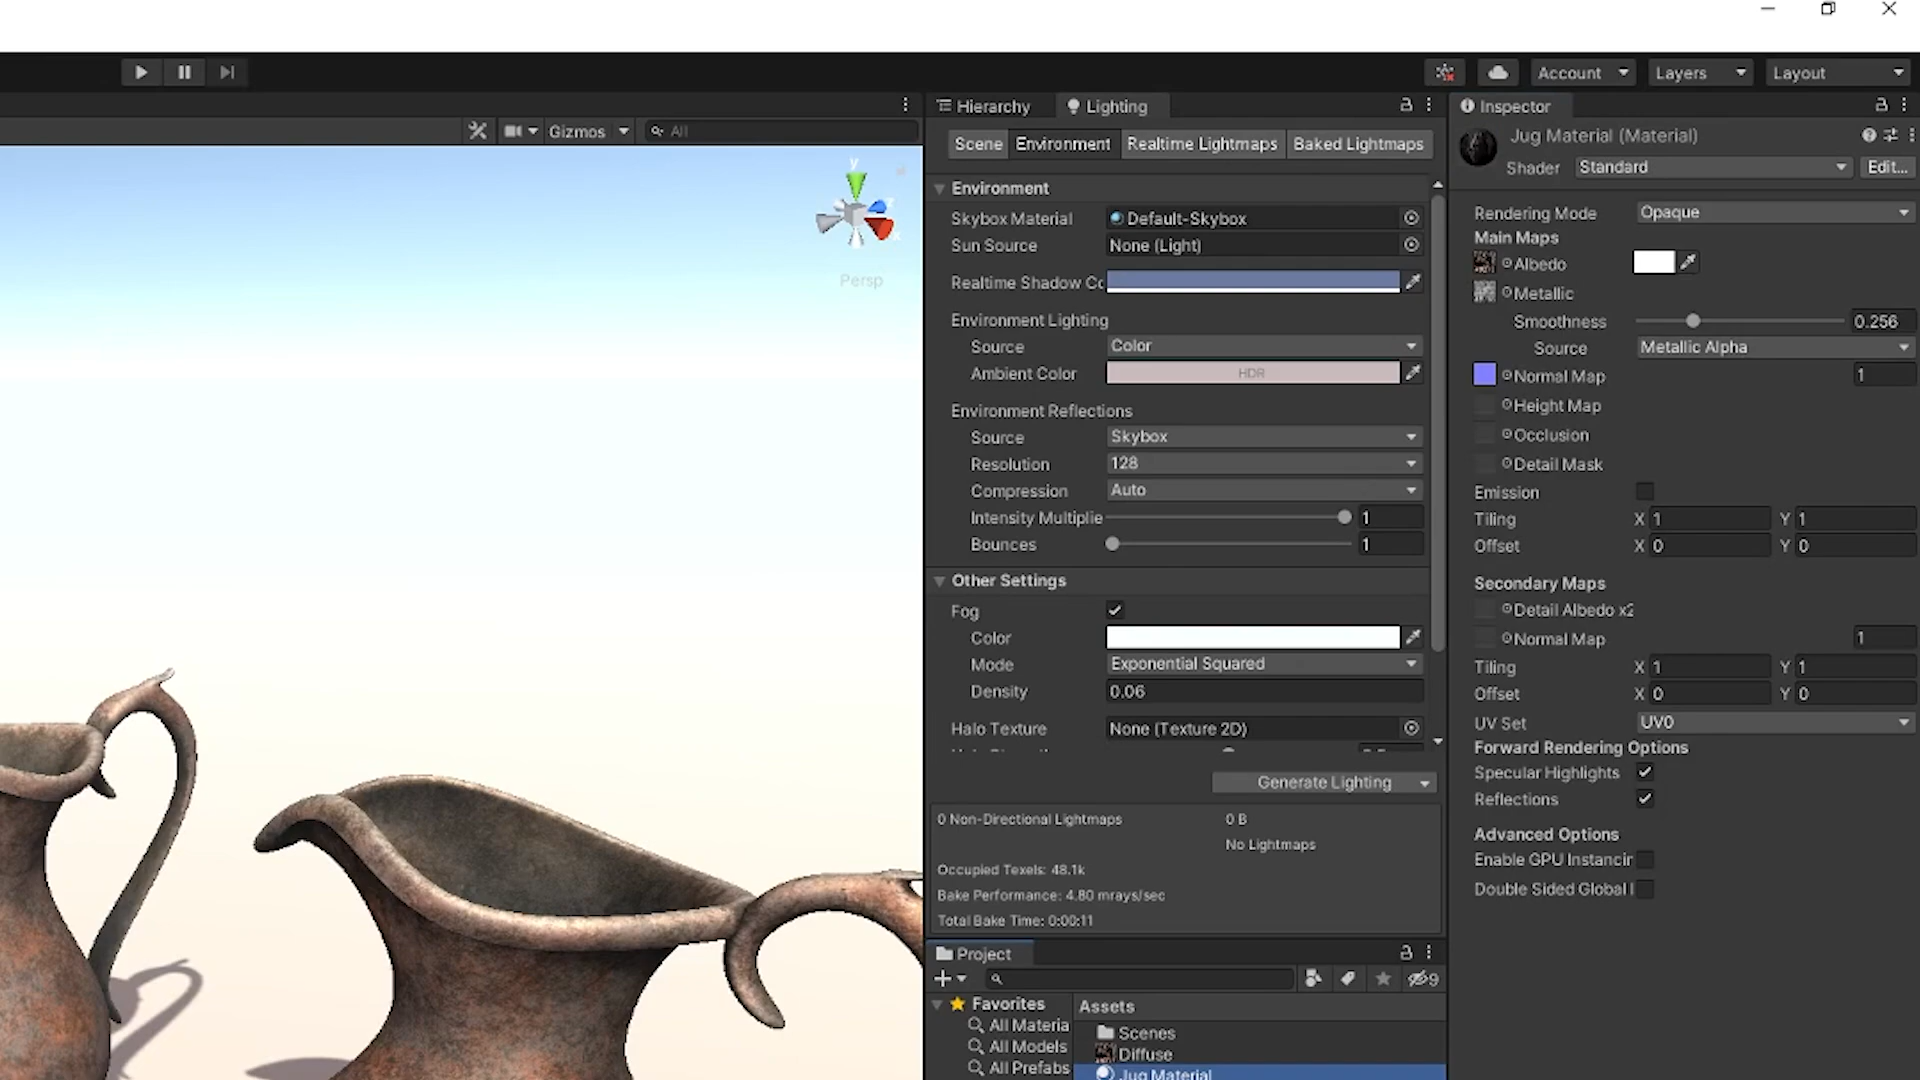 Account
Layers
Layout
Hierarchy
Lighting
Inspector
Gizmos
All
Scene
Environment
Realtime Lightmaps
Baked Lightmaps
Jug Material (Material)
Shader
Standard
Edit...
y
x
Persp
Environment
Skybox Material
Default-Skybox
Sun Source
None (Light)
Realtime Shadow Co
Environment Lighting
Source
Color
Ambient Color
HDR
Environment Reflections
Source
Skybox
Resolution
128
Compression
Auto
Intensity Multiplie
1
Bounces
1
Other Settings
Fog
Color
Mode
Exponential Squared
Density
0.06
Halo Texture
None (Texture 2D)
Generate Lighting
0 Non-Directional Lightmaps
0 B
No Lightmaps
Occupied Texels: 48.1k
Bake Performance: 4.80 mrays/sec
Total Bake Time: 0:00:11
Project
9
Favorites
All Materia
All Models
All Prefabs
Assets
Scenes
Diffuse
Jug Material
Rendering Mode
Opaque
Main Maps
Albedo
Metallic
Smoothness
0.256
Source
Metallic Alpha
Normal Map
1
Height Map
Occlusion
Detail Mask
Emission
Tiling
X 1
Y 1
Offset
X 0
Y 0
Secondary Maps
Detail Albedo x2
Normal Map
1
Tiling
X 1
Y 1
Offset
X 0
Y 0
UV Set
UV0
Forward Rendering Options
Specular Highlights
Reflections
Advanced Options
Enable GPU Instancin
Double Sided Global I